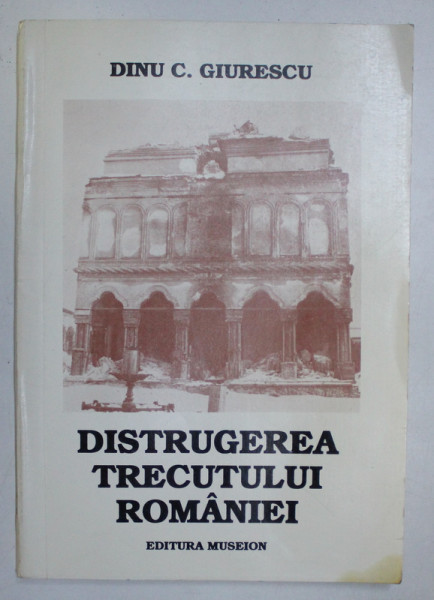 DINU C. GIURESCU
DISTRUGEREA
TRECUTULUI
ROMÂNIEI
EDITURA MUSEION